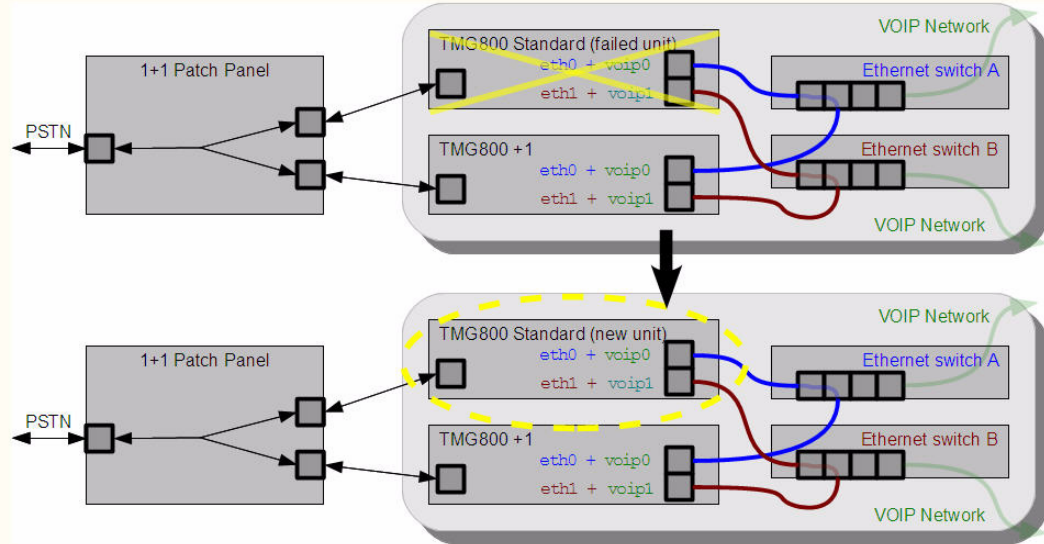 VOIP Network
TMG800 Standard (failed unit)
1+1 Patch Panel
eth0 + voip0
Ethernet switch A
eth1 + voip1
PSTN
TMG800 +1
Ethernet switch B
eth0 + voip0
eth1 + voip1
VOIP Network
VOIP Network
TMG800 Standard (new unit)
1+1 Patch Panel
eth0 + voip0
Ethernet switch A
eth1 + voip1
PSTN
TMG800 +1
Ethernet switch B
eth0 + voip0
eth1 + voip1
VOIP Network